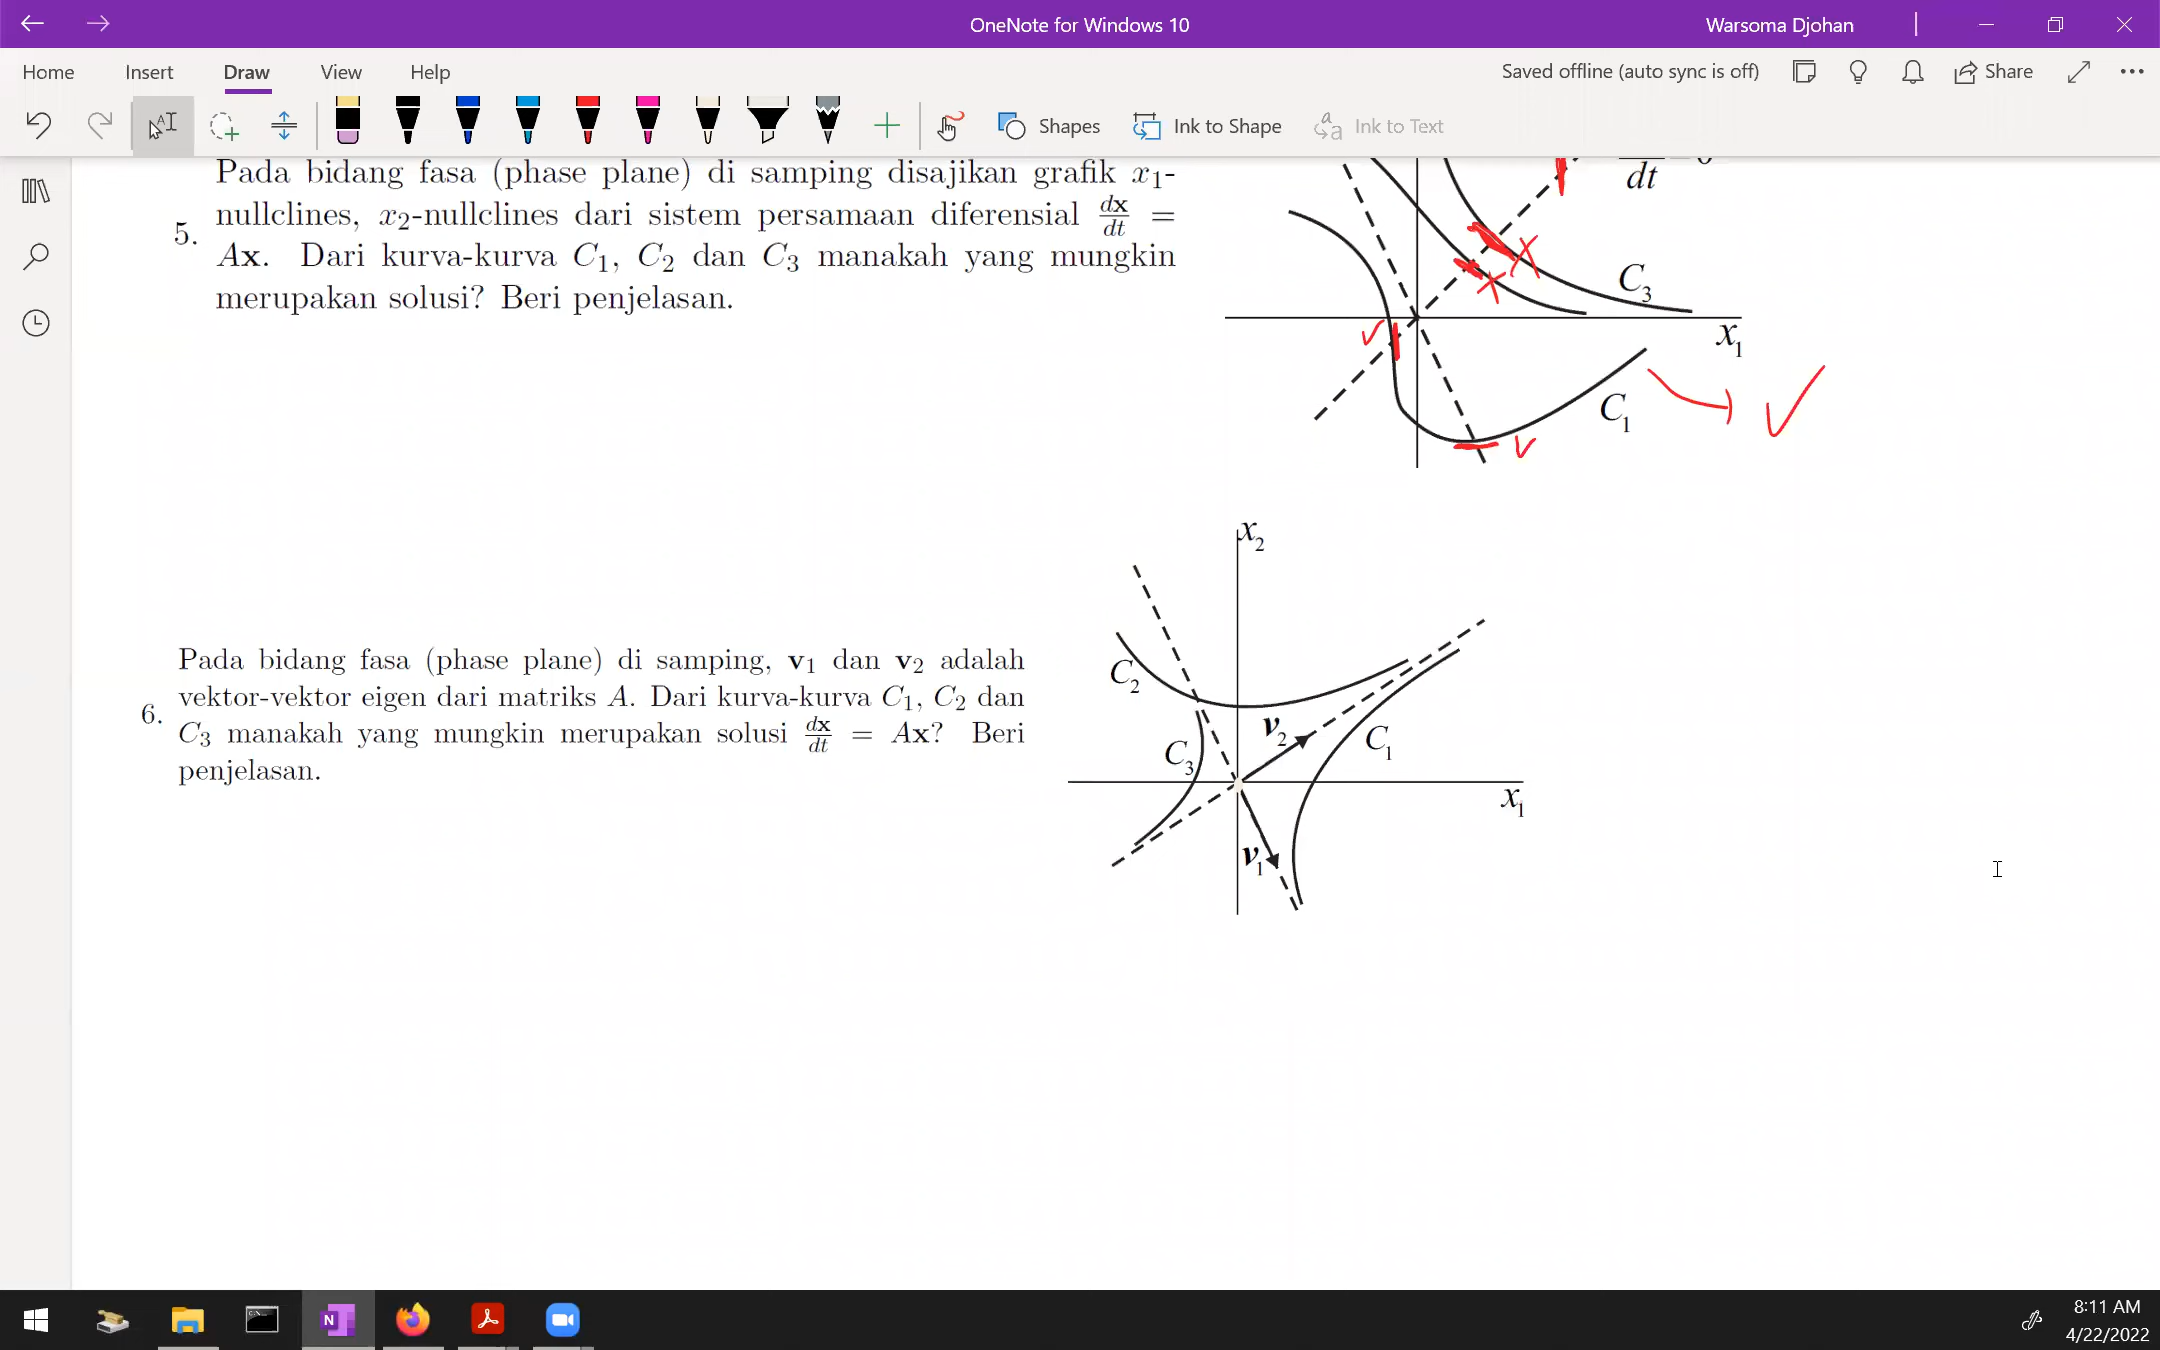 OneNote for Windows 10
Warsoma Djohan
Home Insert Draw View Help
Saved offline (auto sync is off)
Share
Shapes
Ink to Shape
Ink to Text
Pada bidang fasa (phase plane) di samping disajikan grafik x₁-
nullclines, x₂-nullclines dari sistem persamaan diferensial dx/dt =
5.
Ax. Dari kurva-kurva C₁, C₂ dan C₃ manakah yang mungkin
merupakan solusi? Beri penjelasan.
dt
C₃
x₁
C₁
x₂
Pada bidang fasa (phase plane) di samping, v₁ dan v₂ adalah
vektor-vektor eigen dari matriks A. Dari kurva-kurva C₁, C₂ dan
6.
C₃ manakah yang mungkin merupakan solusi dx/dt = Ax? Beri
penjelasan.
C₂
v₂
C₁
C₃
x₁
v₁
8:11 AM
4/22/2022